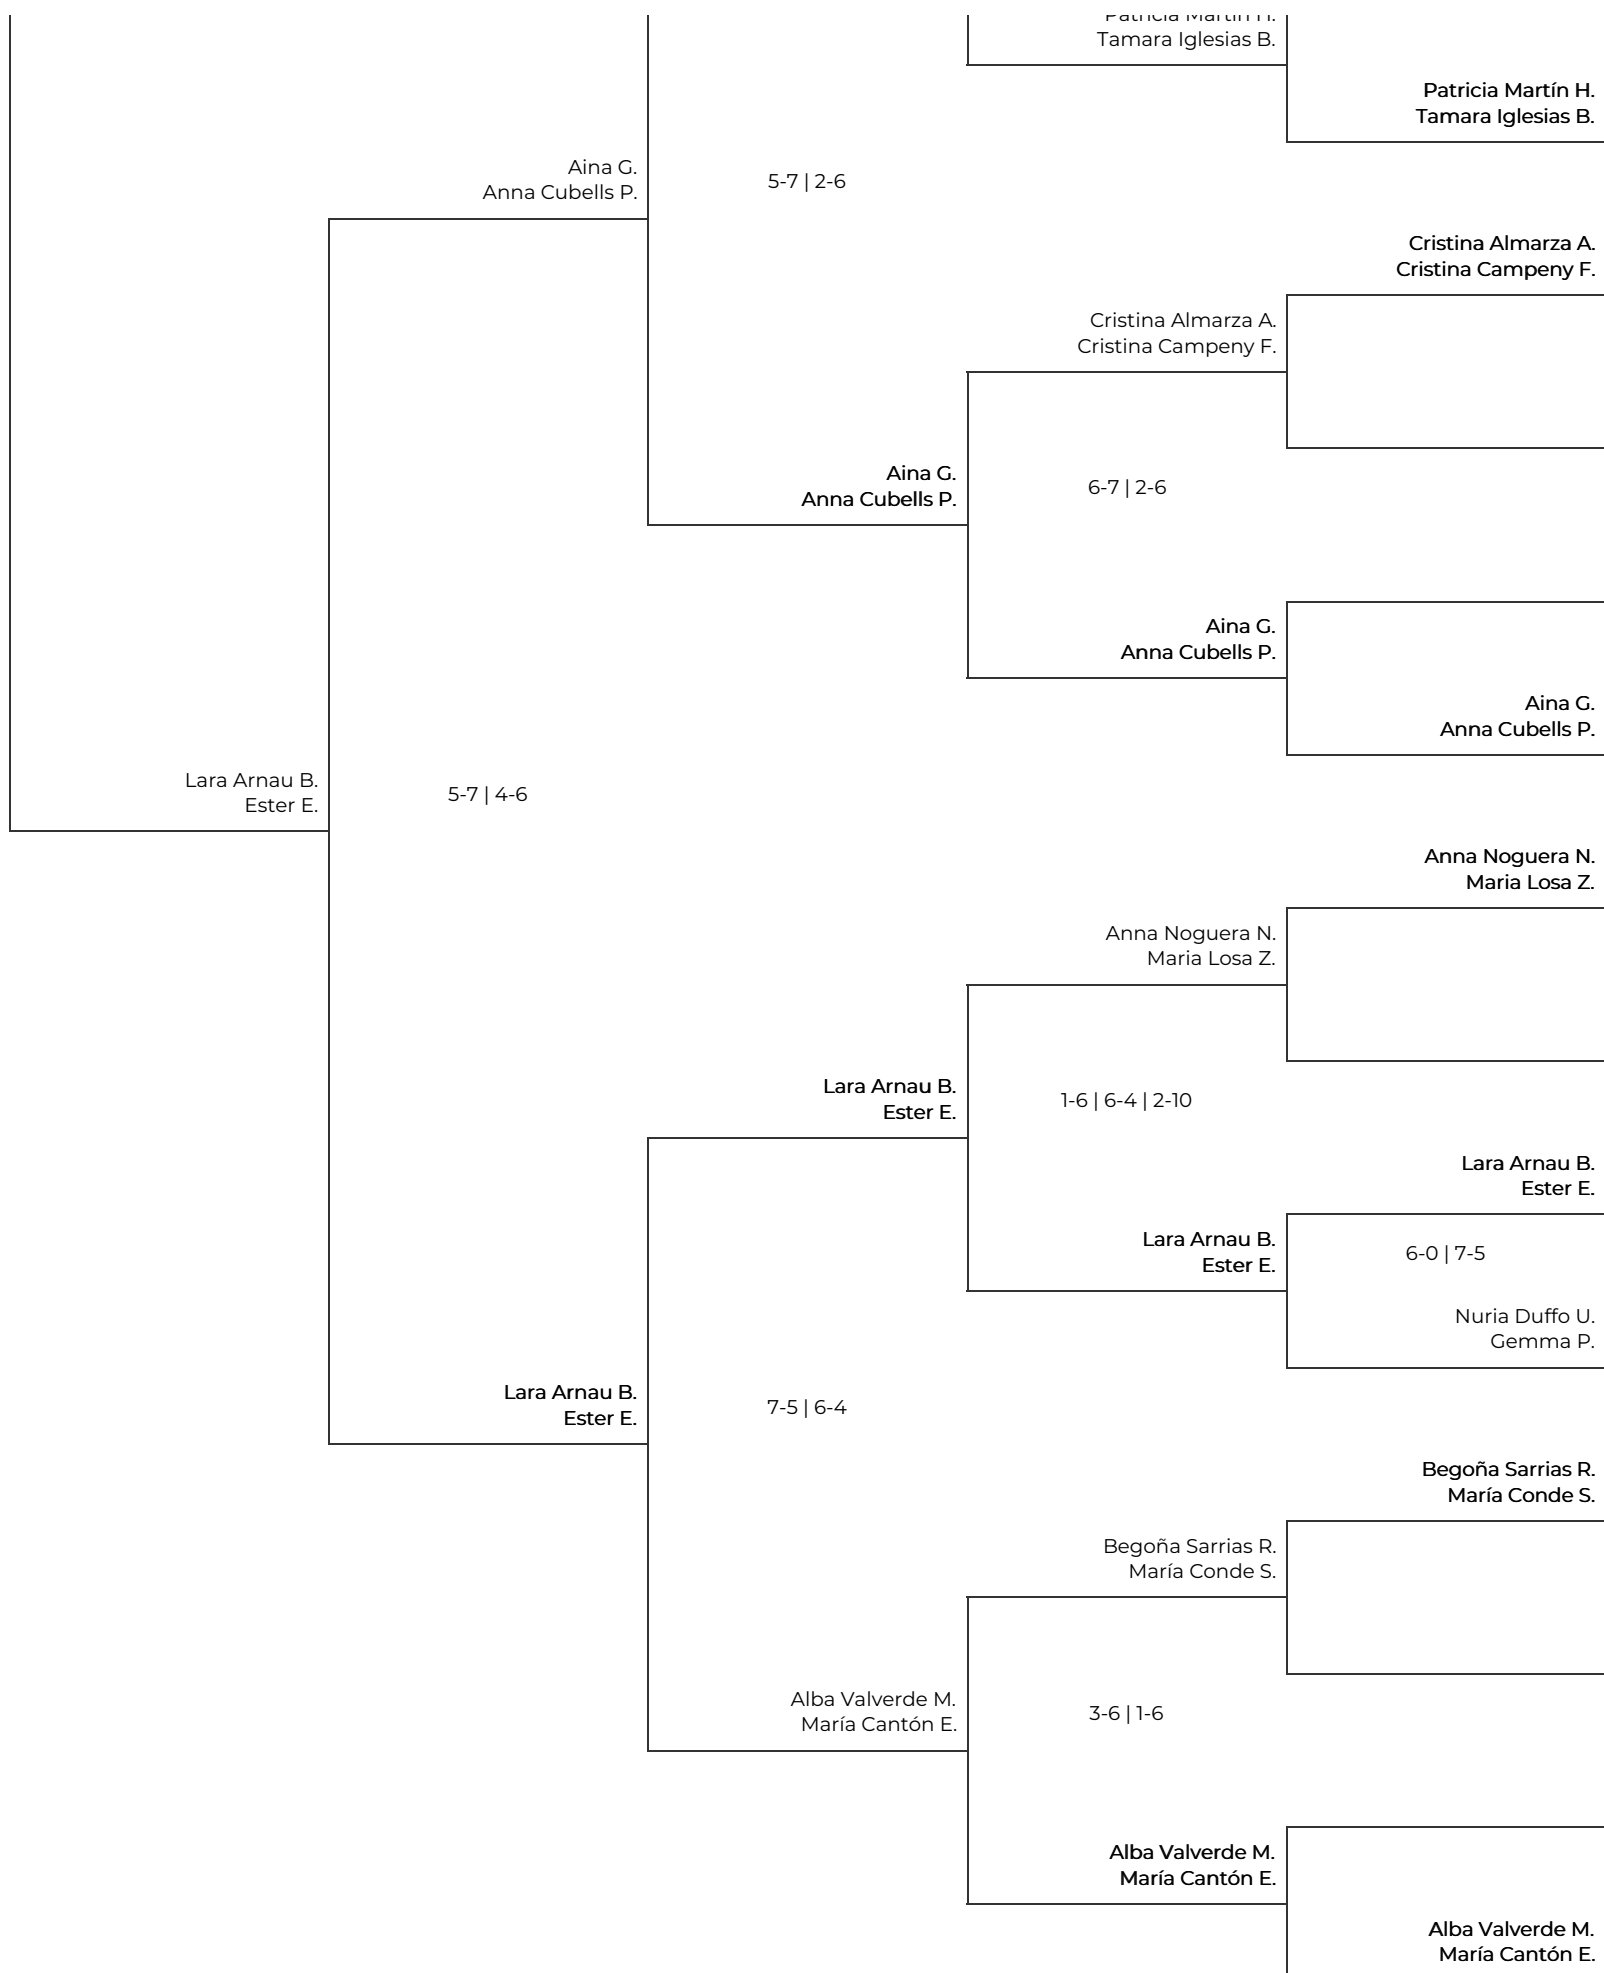 Tamara Iglesias B.
Patricia Martín H.
Tamara Iglesias B.
Aina G.
Anna Cubells P.
5-7 | 2-6
Cristina Almarza A.
Cristina Campeny F.
Cristina Almarza A.
Cristina Campeny F.
Aina G.
Anna Cubells P.
6-7 | 2-6
Aina G.
Anna Cubells P.
Aina G.
Anna Cubells P.
Lara Arnau B.
Ester E.
5-7 | 4-6
Anna Noguera N.
Maria Losa Z.
Anna Noguera N.
Maria Losa Z.
Lara Arnau B.
Ester E.
1-6 | 6-4 | 2-10
Lara Arnau B.
Ester E.
Lara Arnau B.
Ester E.
6-0 | 7-5
Nuria Duffo U.
Gemma P.
Lara Arnau B.
Ester E.
7-5 | 6-4
Begoña Sarrias R.
María Conde S.
Begoña Sarrias R.
María Conde S.
Alba Valverde M.
María Cantón E.
3-6 | 1-6
Alba Valverde M.
María Cantón E.
Alba Valverde M.
María Cantón E.